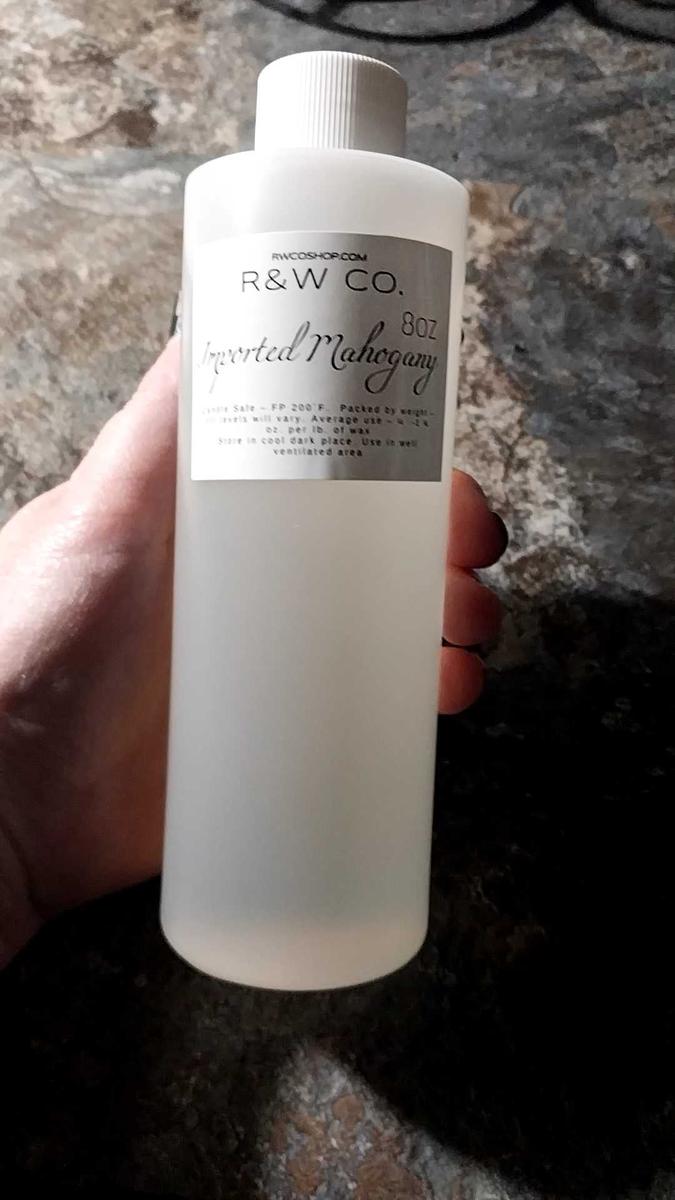 RWCOSHOP.COM
R&W CO.
8oz
Imported Mahogany
Candle Safe – FP 200°F. Packed by weight –
levels will vary. Average use –
oz. per lb. of wax
Store in cool dark place. Use in well
ventilated area